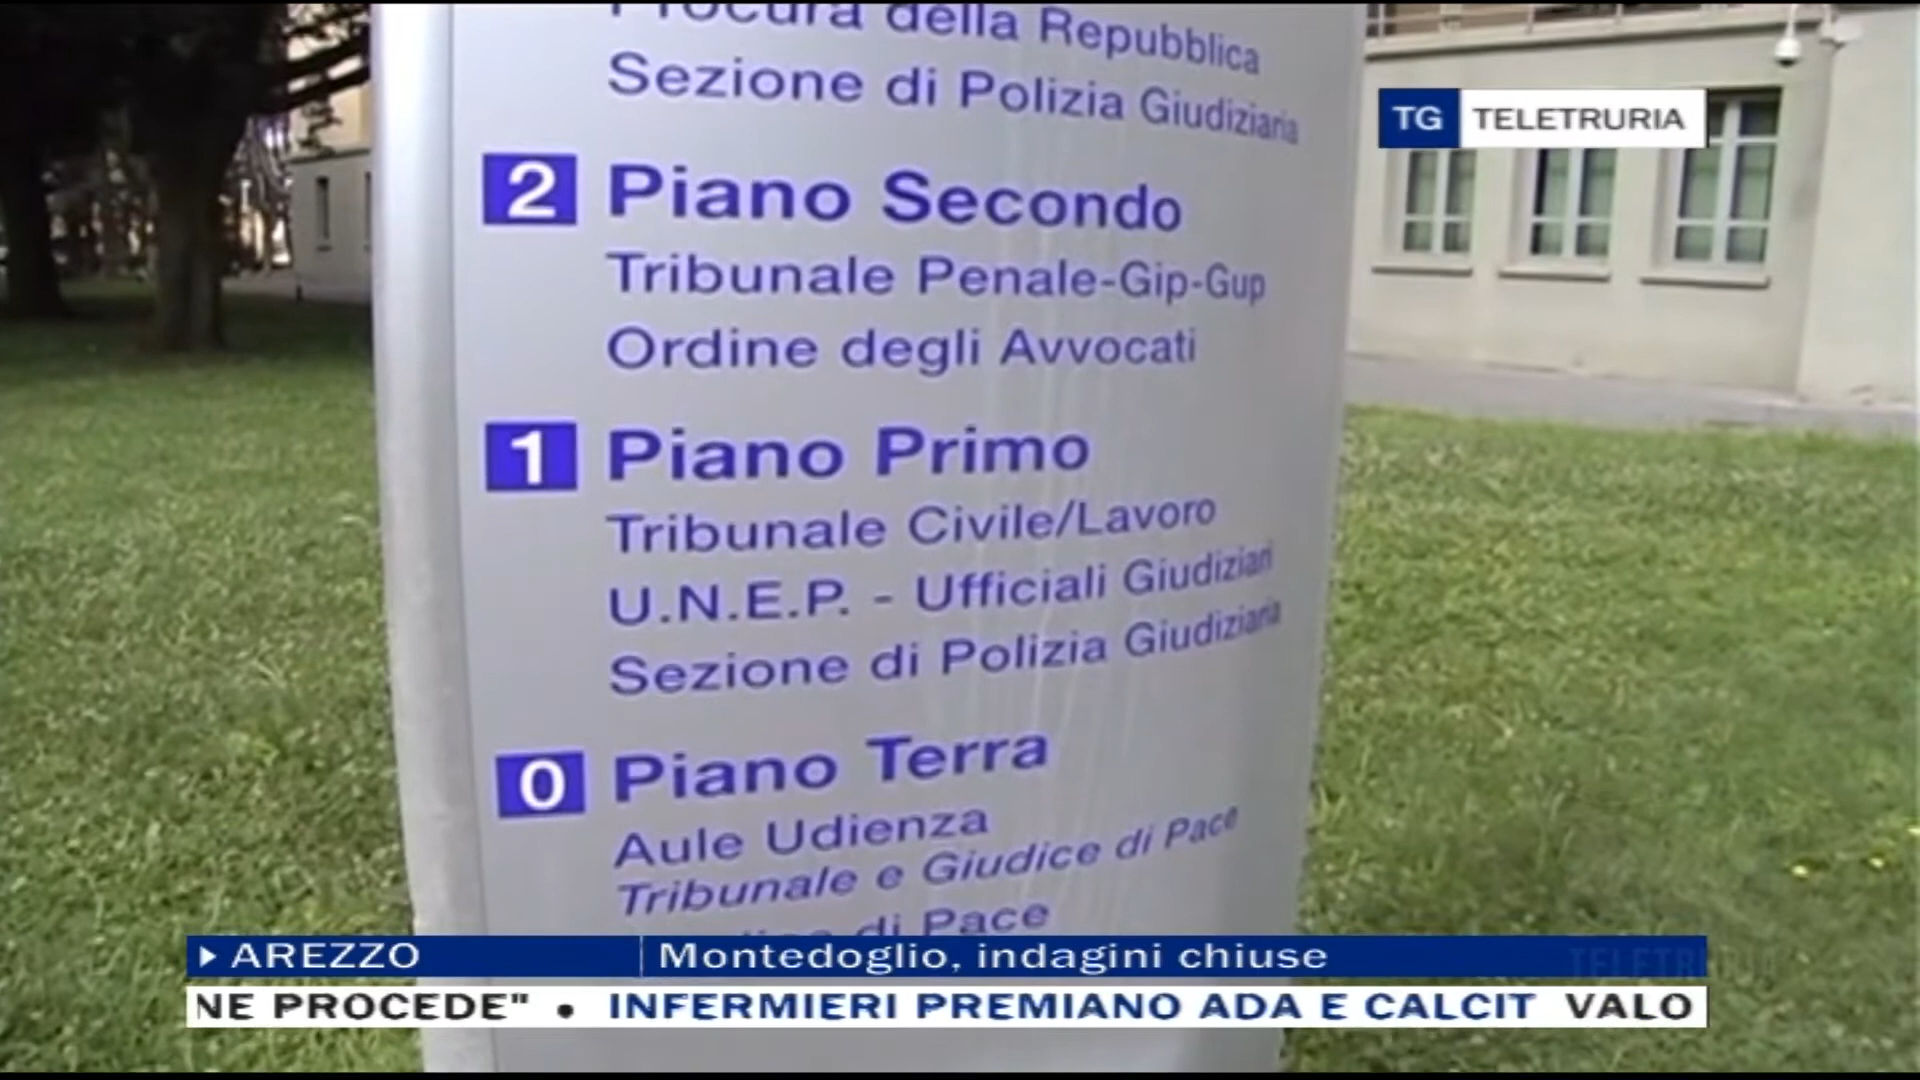 Procura della Repubblica
Sezione di Polizia Giudiziaria
TG TELETRURIA
2 Piano Secondo
Tribunale Penale-Gip-Gup
Ordine degli Avvocati
1 Piano Primo
Tribunale Civile/Lavoro
U.N.E.P. - Ufficiali Giudiziari
Sezione di Polizia Giudiziaria
0 Piano Terra
Aule Udienza
Tribunale e Giudice di Pace
di Pace
AREZZO Montedoglio, indagini chiuse
NE PROCEDE" • INFERMIERI PREMIANO ADA E CALCIT VALO